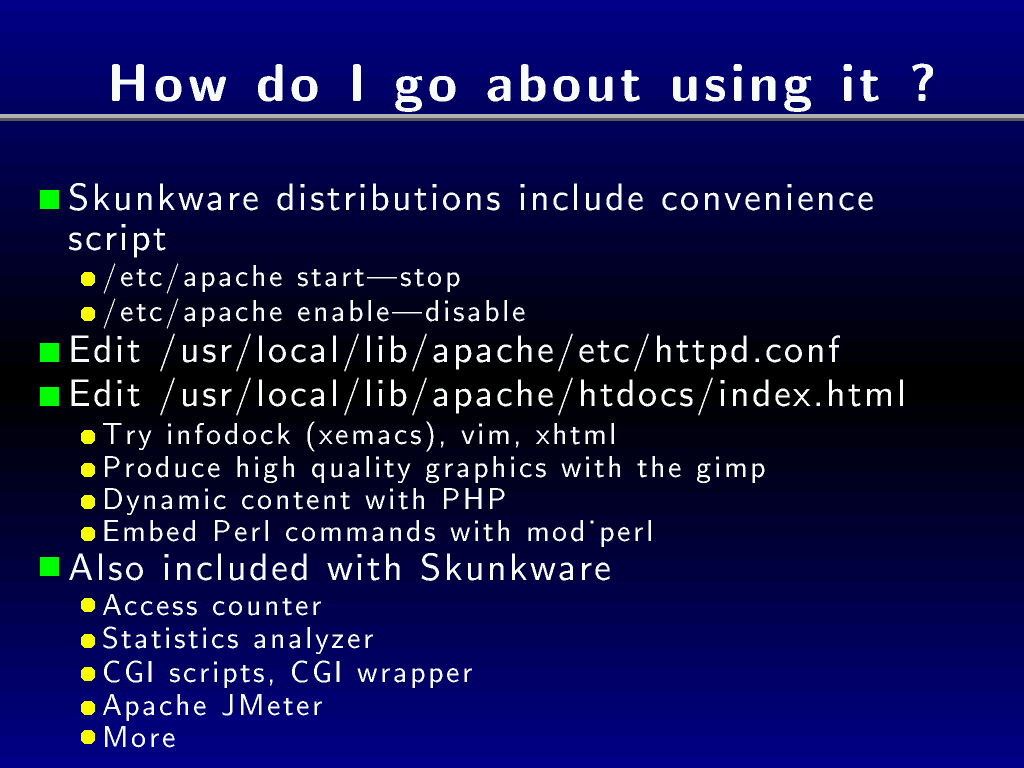 How do I go about using it ?
Skunkware distributions include convenience
script
/etc/apache start—stop
/etc/apache enable—disable
Edit /usr/local/lib/apache/etc/httpd.conf
Edit /usr/local/lib/apache/htdocs/index.html
Try infodock (xemacs), vim, xhtml
Produce high quality graphics with the gimp
Dynamic content with PHP
Embed Perl commands with mod˙perl
Also included with Skunkware
Access counter
Statistics analyzer
CGI scripts, CGI wrapper
Apache JMeter
More